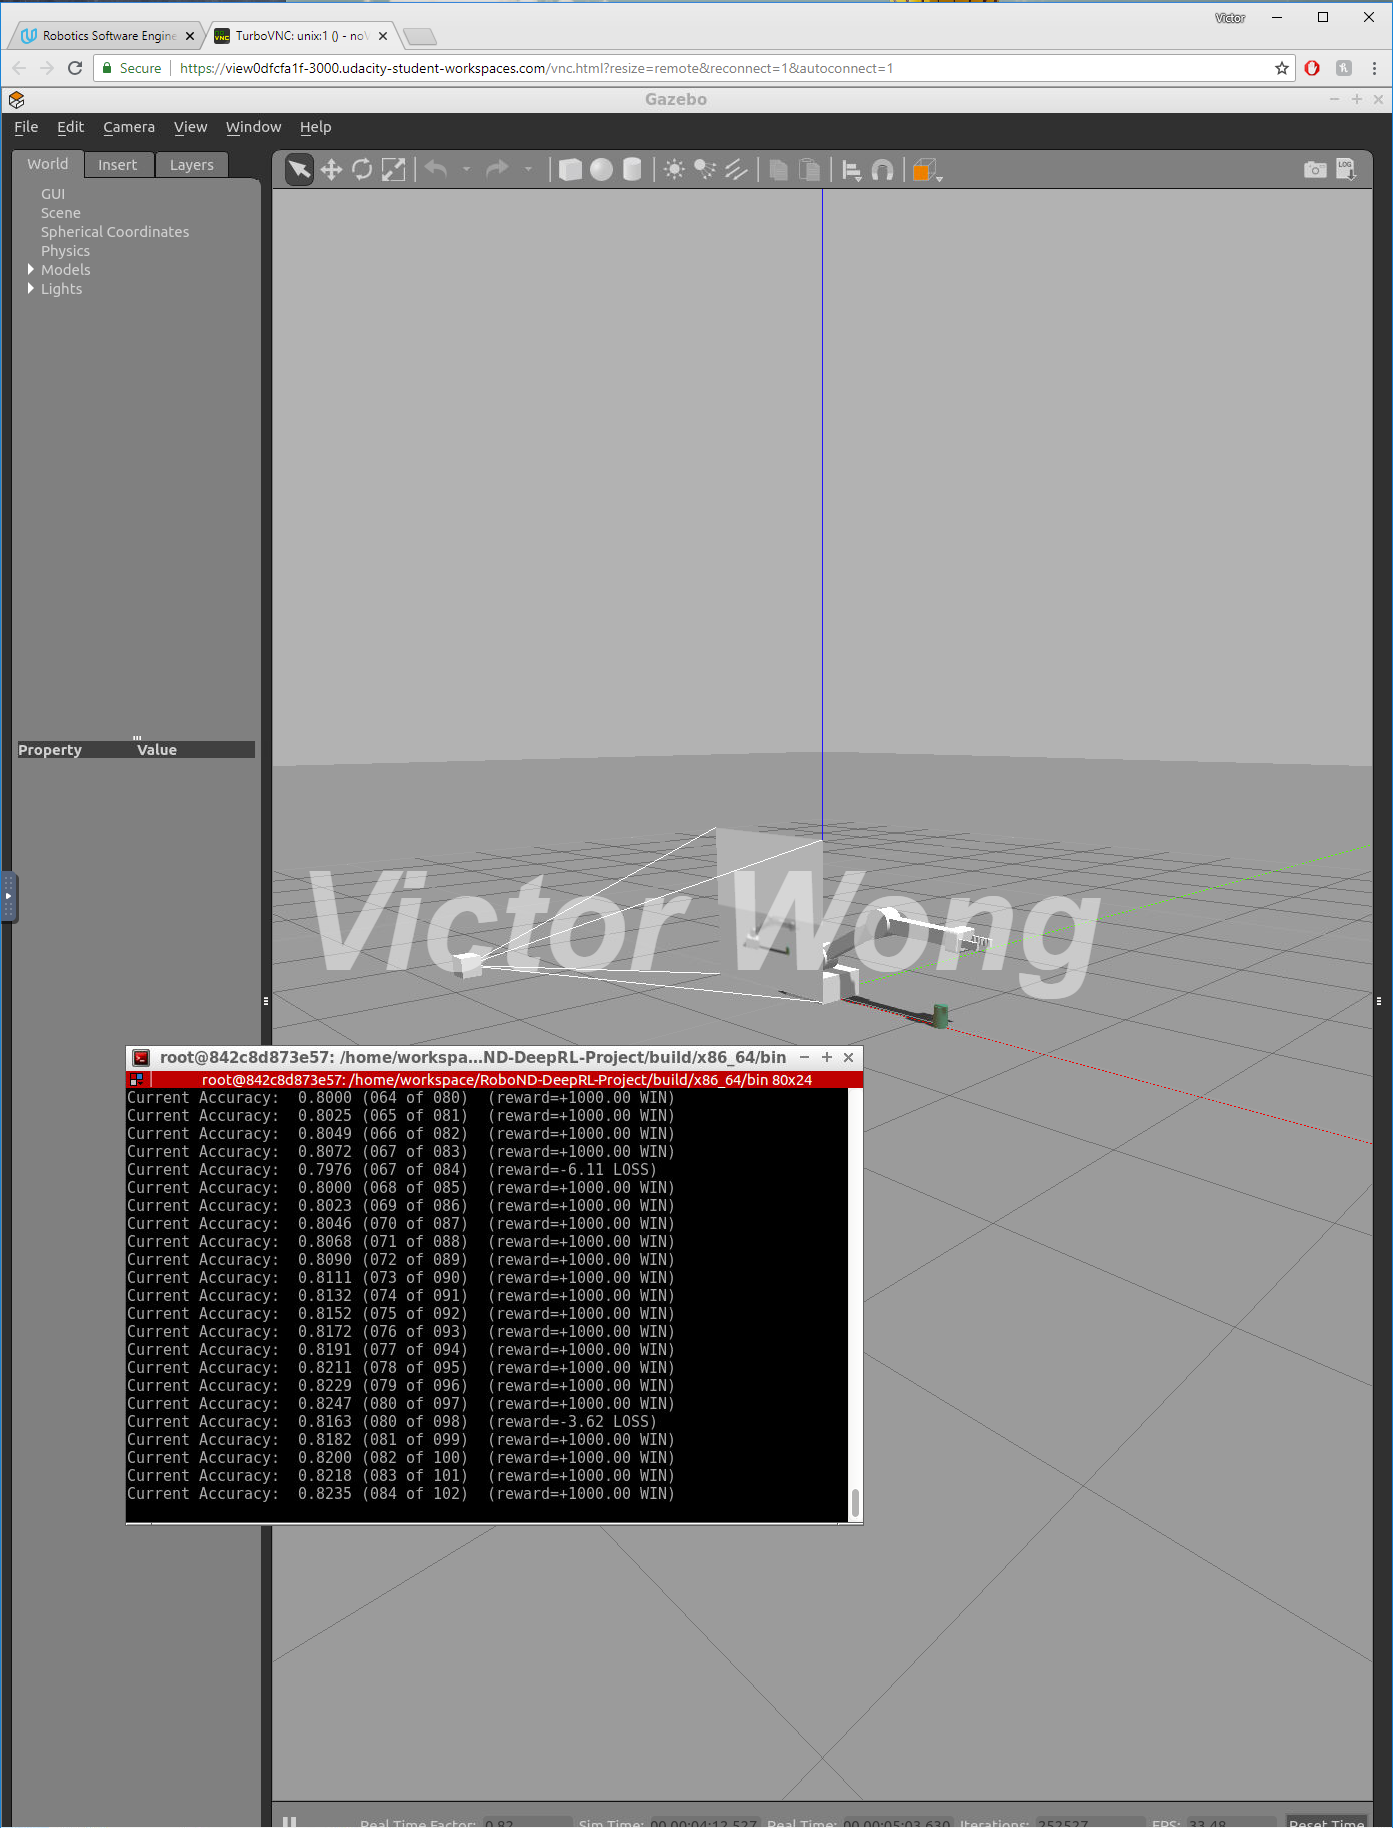 Victor
Robotics Software Engine
TurboVNC: unix:1 () - noV
Secure
https://view0dfcfa1f-3000.udacity-student-workspaces.com/vnc.html?resize=remote&reconnect=1&autoconnect=1
Gazebo
File Edit Camera View Window Help
World Insert Layers
LOG
GUI
Scene
Spherical Coordinates
Physics
Models
Lights
Property Value
Victor Wong
root@842c8d873e57: /home/workspa...ND-DeepRL-Project/build/x86_64/bin
root@842c8d873e57: /home/workspace/RoboND-DeepRL-Project/build/x86_64/bin 80x24
Current Accuracy:  0.8000 (064 of 080)  (reward=+1000.00 WIN)
Current Accuracy:  0.8025 (065 of 081)  (reward=+1000.00 WIN)
Current Accuracy:  0.8049 (066 of 082)  (reward=+1000.00 WIN)
Current Accuracy:  0.8072 (067 of 083)  (reward=+1000.00 WIN)
Current Accuracy:  0.7976 (067 of 084)  (reward=-6.11 LOSS)
Current Accuracy:  0.8000 (068 of 085)  (reward=+1000.00 WIN)
Current Accuracy:  0.8023 (069 of 086)  (reward=+1000.00 WIN)
Current Accuracy:  0.8046 (070 of 087)  (reward=+1000.00 WIN)
Current Accuracy:  0.8068 (071 of 088)  (reward=+1000.00 WIN)
Current Accuracy:  0.8090 (072 of 089)  (reward=+1000.00 WIN)
Current Accuracy:  0.8111 (073 of 090)  (reward=+1000.00 WIN)
Current Accuracy:  0.8132 (074 of 091)  (reward=+1000.00 WIN)
Current Accuracy:  0.8152 (075 of 092)  (reward=+1000.00 WIN)
Current Accuracy:  0.8172 (076 of 093)  (reward=+1000.00 WIN)
Current Accuracy:  0.8191 (077 of 094)  (reward=+1000.00 WIN)
Current Accuracy:  0.8211 (078 of 095)  (reward=+1000.00 WIN)
Current Accuracy:  0.8229 (079 of 096)  (reward=+1000.00 WIN)
Current Accuracy:  0.8247 (080 of 097)  (reward=+1000.00 WIN)
Current Accuracy:  0.8163 (080 of 098)  (reward=-3.62 LOSS)
Current Accuracy:  0.8182 (081 of 099)  (reward=+1000.00 WIN)
Current Accuracy:  0.8200 (082 of 100)  (reward=+1000.00 WIN)
Current Accuracy:  0.8218 (083 of 101)  (reward=+1000.00 WIN)
Current Accuracy:  0.8235 (084 of 102)  (reward=+1000.00 WIN)
Real Time Factor: 0.82 Sim Time: 00 00:04:12.527 Real Time: 00 00:05:03.630 Iterations: 252527 FPS: 33.48 Reset Time